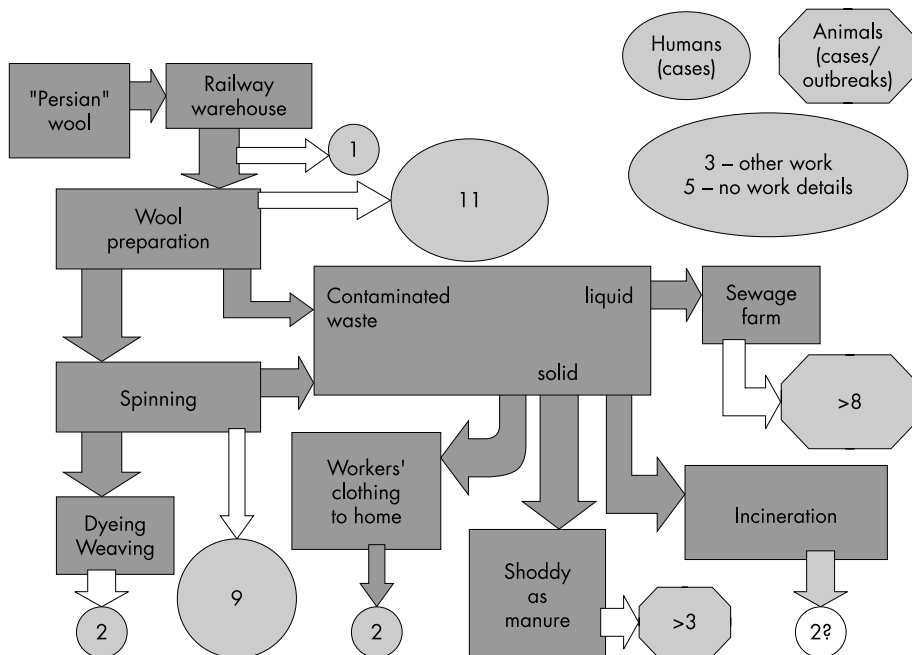 Humans
(cases)
Animals
(cases/
outbreaks)
"Persian"
wool
Railway
warehouse
1
3 – other work
5 – no work details
11
Wool
preparation
Contaminated
waste
liquid
solid
Sewage
farm
Spinning
>8
Workers'
clothing
to home
Incineration
Dyeing
Weaving
Shoddy
as
manure
9
2
2
>3
2?